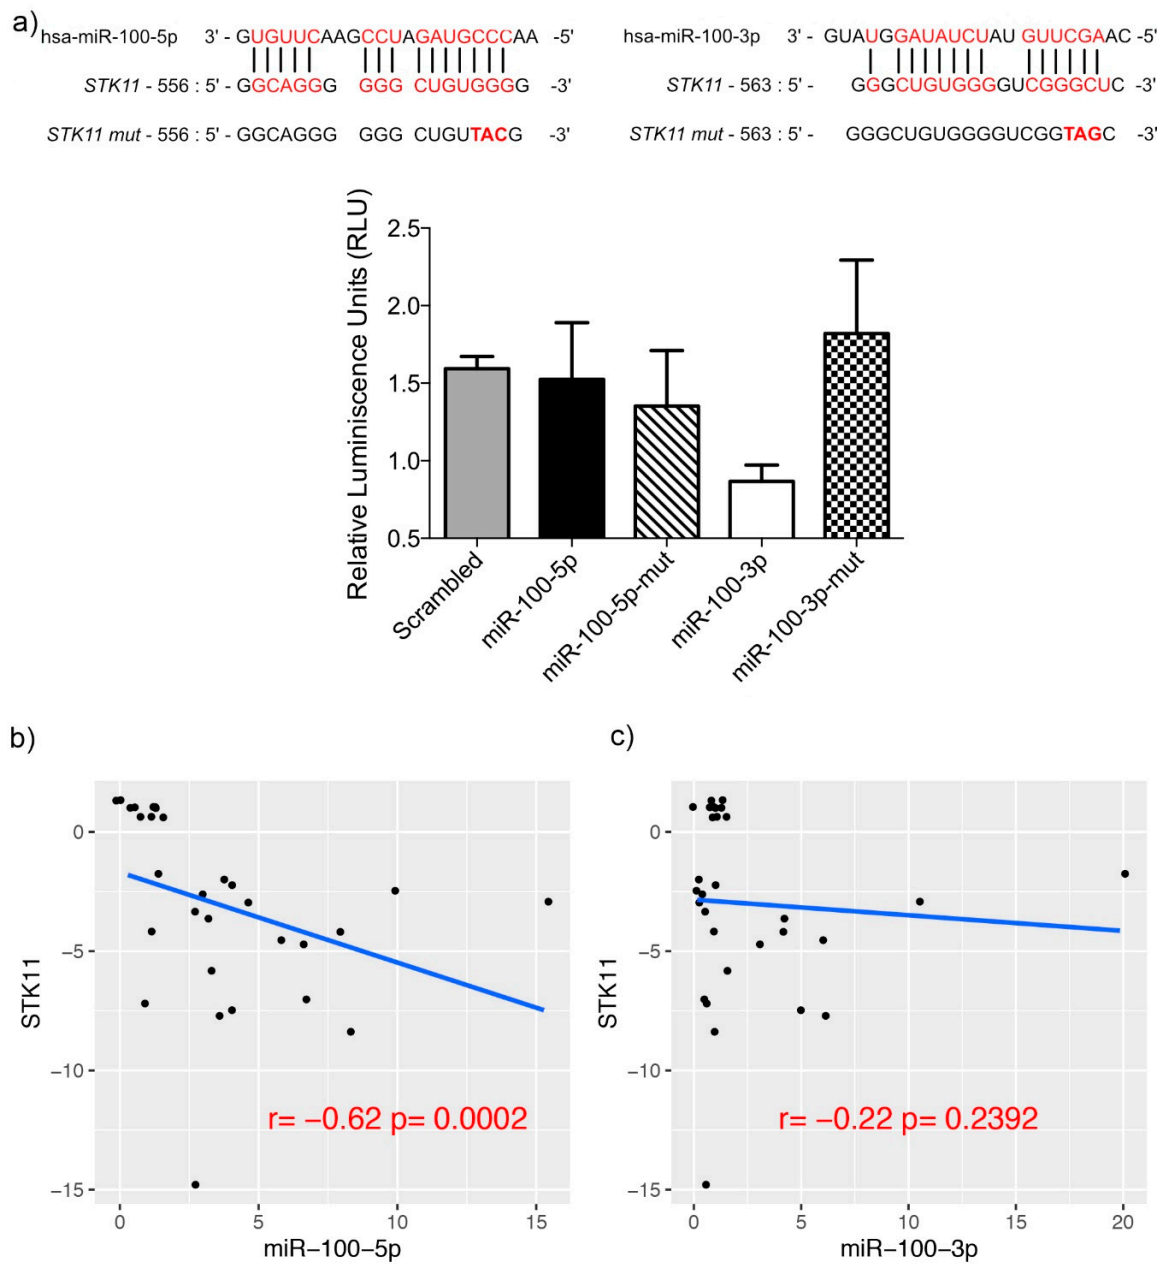 a)
hsa-miR-100-5p 3' - GUGUUCAAGCCUAGAUGCCCAA -5'
STK11 - 556 : 5' - GGCAGGG GGG CUGUGGGG -3'
STK11 mut - 556 : 5' - GGCAGGG GGG CUGUTACG -3'
hsa-miR-100-3p 3' - GUAUGGAUAUCUAU GUUCGAAC -5'
STK11 - 563 : 5' - GGGCUGUGGGGUCGGGCUC -3'
STK11 mut - 563 : 5' - GGGCUGUGGGGUCGGTAGC -3'
Relative Luminiscence Units (RLU)
2.5
2.0
1.5
1.0
0.5
Scrambled
miR-100-5p
miR-100-5p-mut
miR-100-3p
miR-100-3p-mut
b)
STK11
0
−5
−10
−15
r= −0.62 p= 0.0002
0 5 10 15
miR−100−5p
c)
STK11
0
−5
−10
−15
r= −0.22 p= 0.2392
0 5 10 15 20
miR−100−3p